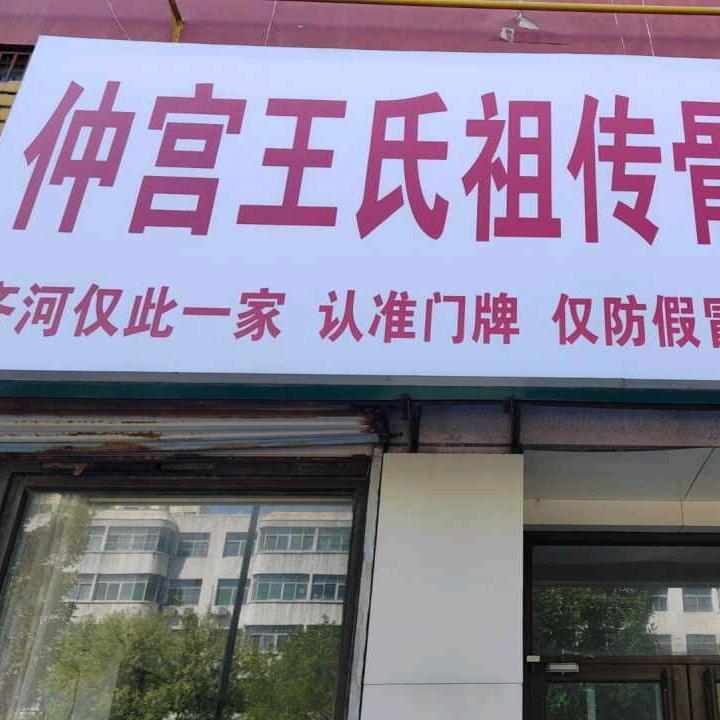 仲宫王氏祖传骨
齐河仅此一家 认准门牌 仅防假冒